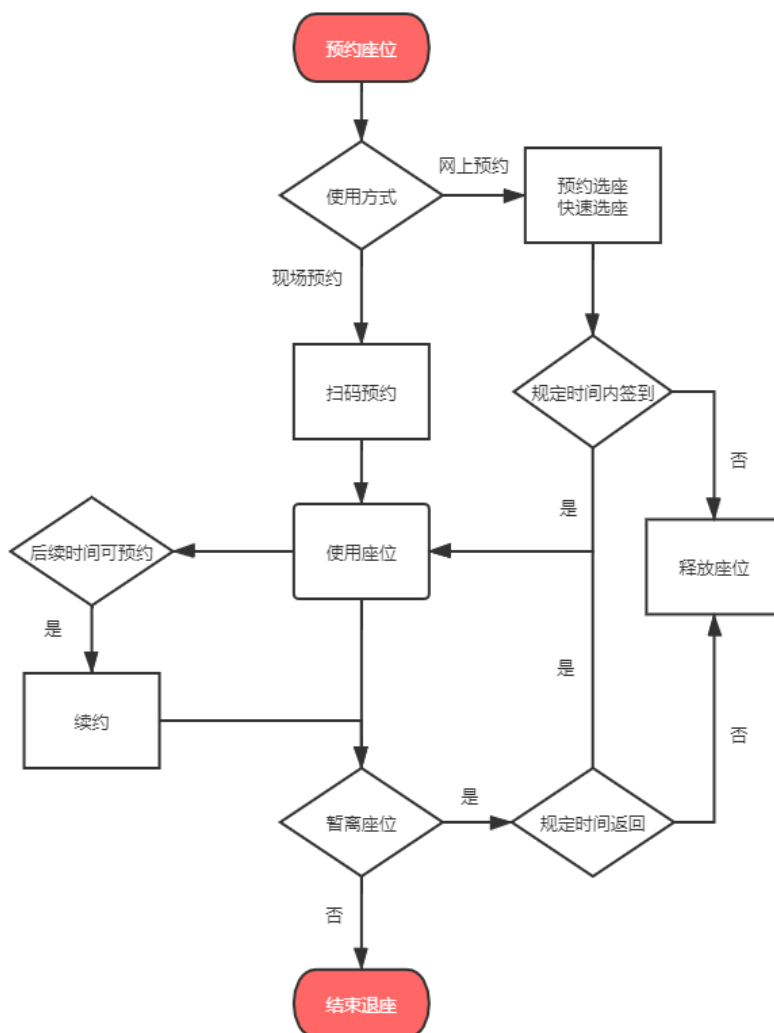 预约座位
网上预约
使用方式
预约选座
快速选座
现场预约
扫码预约
规定时间内签到
否
是
后续时间可预约
使用座位
释放座位
是
是
续约
否
暂离座位
是
规定时间返回
否
结束退座